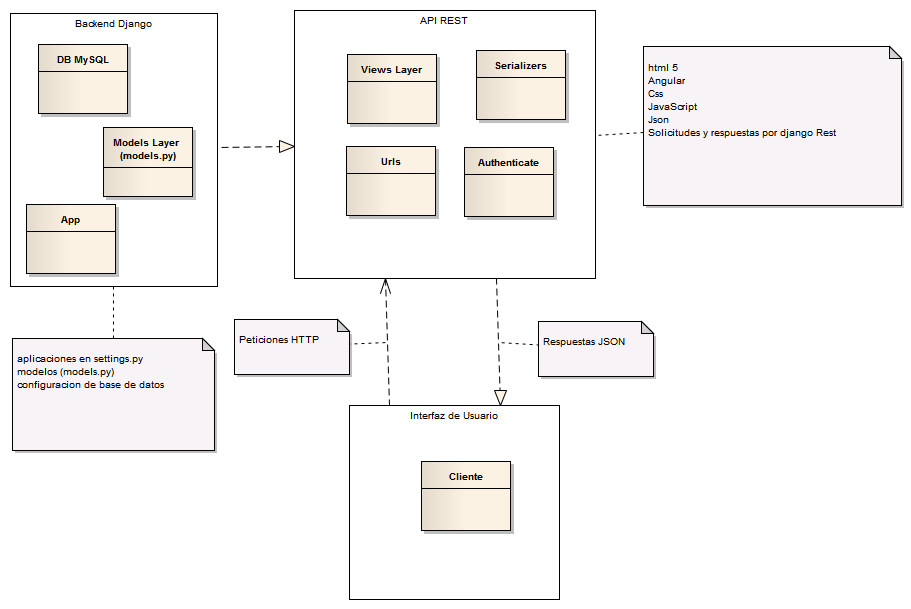 Backend Django
DB MySQL
Models Layer
(models.py)
App
API REST
Views Layer
Serializers
Urls
Authenticate
html 5
Angular
Css
JavaScript
Json
Solicitudes y respuestas por django Rest
aplicaciones en settings.py
modelos (models.py)
configuracion de base de datos
Peticiones HTTP
Respuestas JSON
Interfaz de Usuario
Cliente